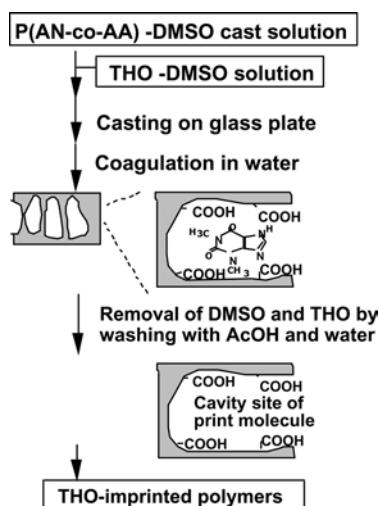 P(AN-co-AA) -DMSO cast solution
THO -DMSO solution
Casting on glass plate
Coagulation in water
COOH COOH
H₃C O N H
O N N
CH₃
COOH COOH
Removal of DMSO and THO by
washing with AcOH and water
COOH COOH
Cavity site of
print molecule
COOH COOH
THO-imprinted polymers